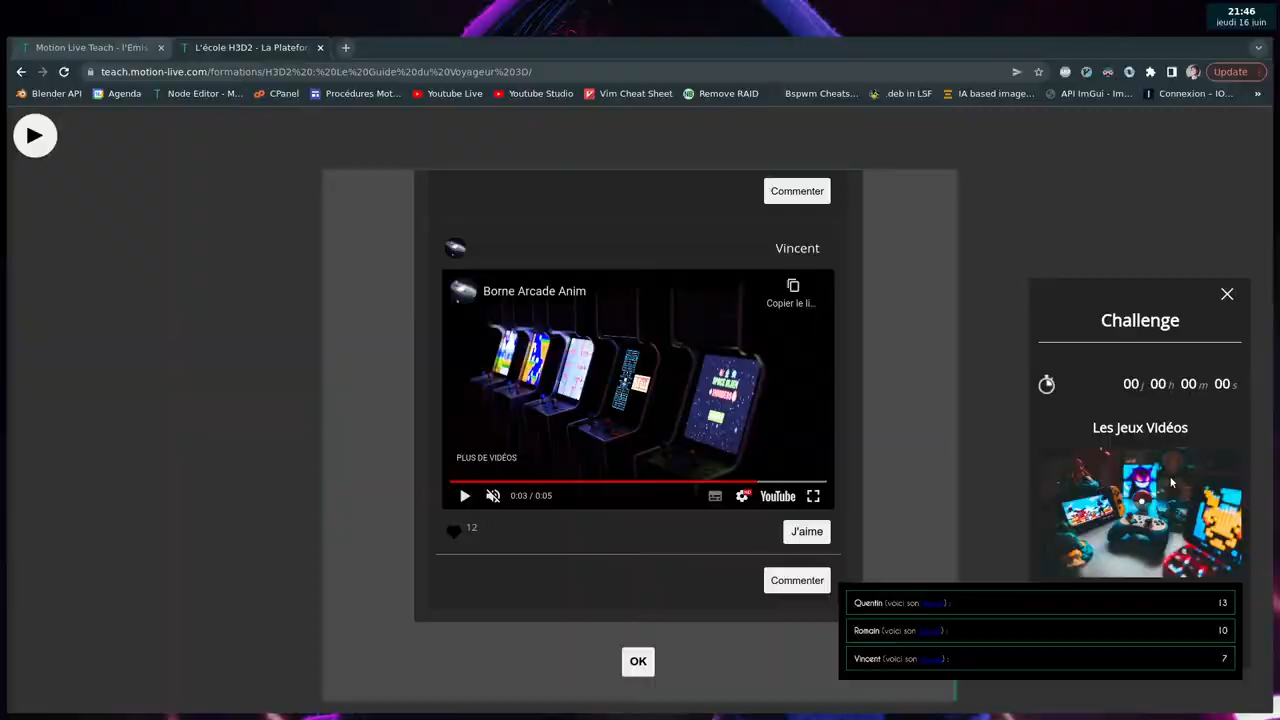 21:46
jeudi 16 juin
Motion Live Teach - l'Emis
L'école H3D2 - La Platefor
teach.motion-live.com/formations/H3D2%20:%20Le%20Guide%20du%20Voyageur%203D/
Update
Blender API
Agenda
Node Editor - M...
CPanel
Procédures Mot...
Youtube Live
Youtube Studio
Vim Cheat Sheet
Remove RAID
Bspwm Cheats...
.deb in LSF
IA based image...
API ImGui - Im...
Connexion – IO...
»
Commenter
Vincent
Borne Arcade Anim
Copier le li...
PLUS DE VIDÉOS
0:03 / 0:05
YouTube
12
J'aime
Commenter
OK
Challenge
00 j 00 h 00 m 00 s
Les Jeux Vidéos
Quentin (voici son
) : 13
Romain (voici son
) : 10
Vincent (voici son
) : 7